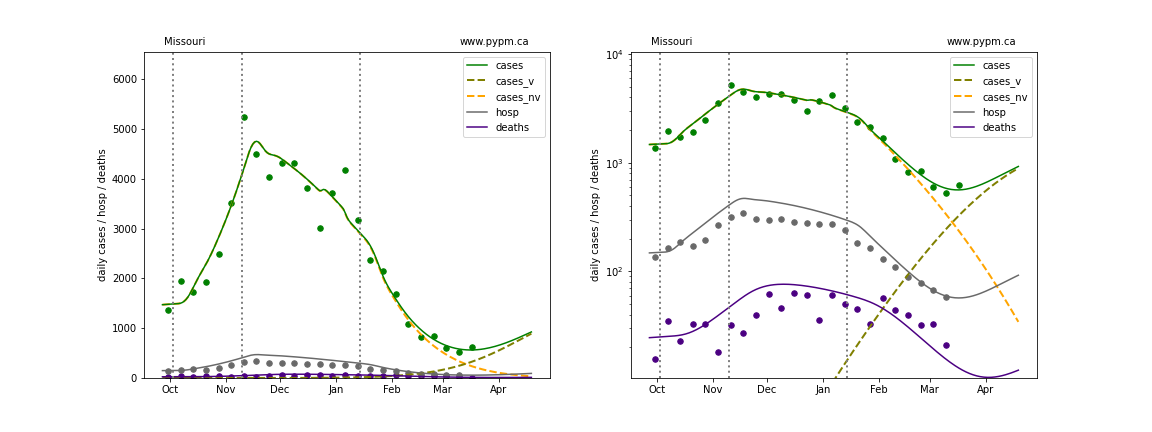 Missouri www.pypm.ca
cases
cases_v
cases_nv
hosp
deaths
daily cases / hosp / deaths
6000
5000
4000
3000
2000
1000
0
Oct Nov Dec Jan Feb Mar Apr
Missouri www.pypm.ca
cases
cases_v
cases_nv
hosp
deaths
daily cases / hosp / deaths
10⁴
10³
10²
Oct Nov Dec Jan Feb Mar Apr